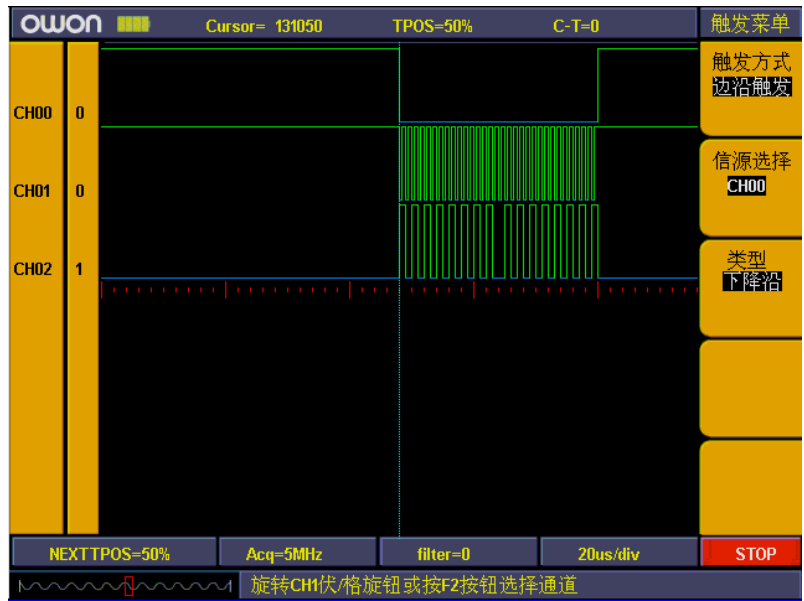 owon Cursor= 131050 TPOS=50% C-T=0 触发菜单
触发方式
边沿触发
CH00 0
信源选择
CH00
CH01 0
类型
下降沿
CH02 1
NEXTTPOS=50% Acq=5MHz filter=0 20us/div STOP
旋转CH1伏/格旋钮或按F2按钮选择通道